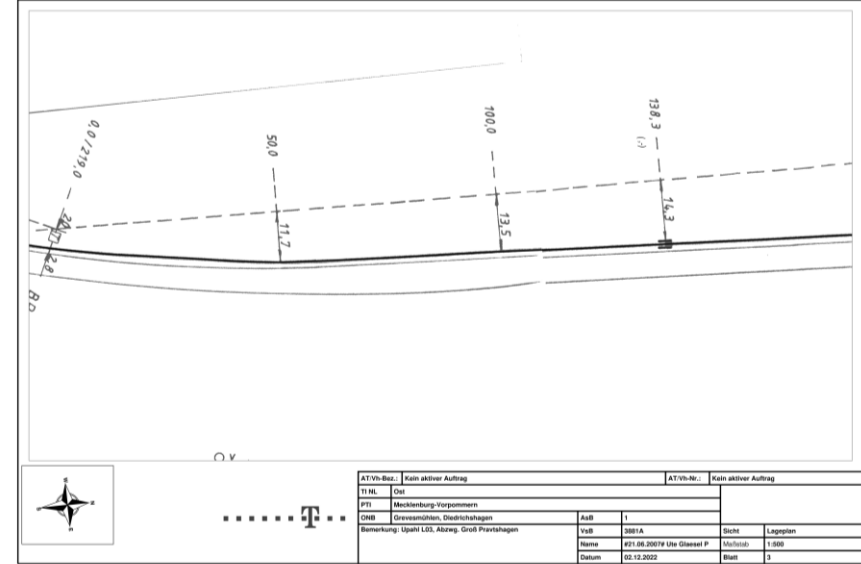 138,3
(-)
100,0
50,0
0,0 / 219,0
14,3
13,5
11,7
2,8
T
AT/Vh-Bez.: Kein aktiver Auftrag AT/Vh-Nr.: Kein aktiver Auftrag
TI NL Ost
PTI Mecklenburg-Vorpommern
ONB Grevesmühlen, Diedrichshagen AsB 1
Bemerkung: Upahl L03, Abzwg. Groß Pravtshagen VsB 3881A Sicht Lageplan
Name #21.06.2007# Ute Glaesel P Maßstab 1:500
Datum 02.12.2022 Blatt 3